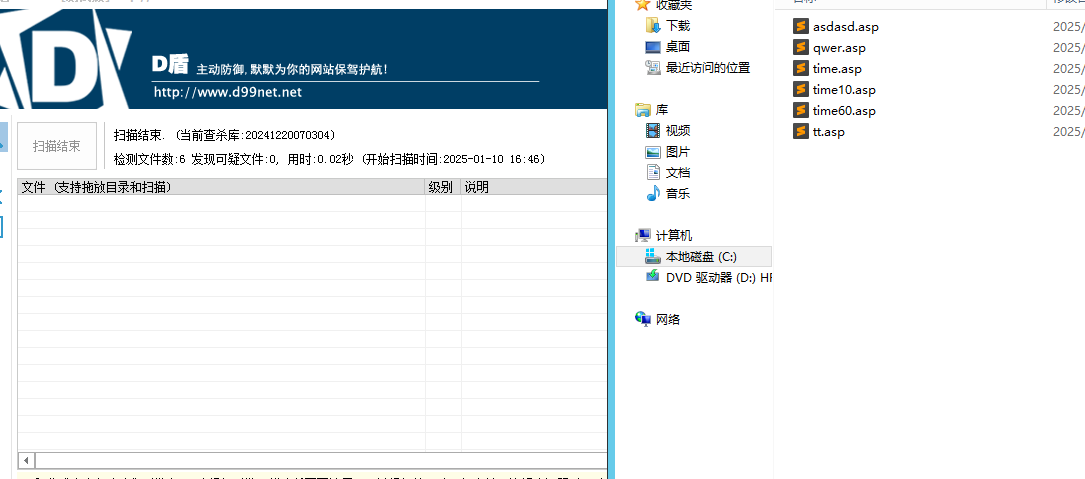 D盾 主动防御,默默为你的网站保驾护航!
http://www.d99net.net
扫描结束
扫描结束. (当前查杀库:20241220070304)
检测文件数:6 发现可疑文件:0, 用时:0.02秒 (开始扫描时间:2025-01-10 16:46)
文件 (支持拖放目录和扫描) 级别 说明
收藏夹
下载
桌面
最近访问的位置
库
视频
图片
文档
音乐
计算机
本地磁盘 (C:)
DVD 驱动器 (D:) HF
网络
asdasd.asp 2025/
qwer.asp 2025/
time.asp 2025/
time10.asp 2025/
time60.asp 2025/
tt.asp 2025/